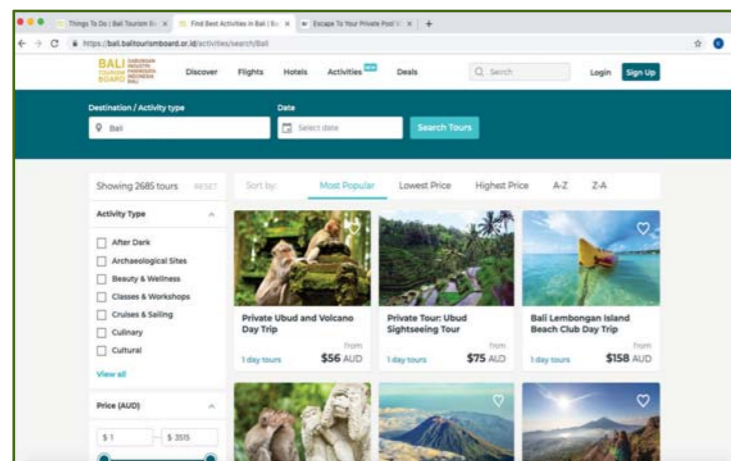 Things To Do | Bali Tourism Bo
Find Best Activities in Bali | Ba
Escape To Your Private Pool V
https://bali.balitourismboard.or.id/activities/search/Bali
BALI
TOURISM
BOARD
GABUNGAN
INDUSTRI
PARIWISATA
INDONESIA
BALI
Discover
Flights
Hotels
Activities NEW
Deals
Search
Login
Sign Up
Destination / Activity type
Date
Bali
Select date
Search Tours
Showing 2685 tours
RESET
Sort by:
Most Popular
Lowest Price
Highest Price
A-Z
Z-A
Activity Type
After Dark
Archaeological Sites
Beauty & Wellness
Classes & Workshops
Cruises & Sailing
Culinary
Cultural
View all
Price (AUD)
$ 1
$ 3515
Private Ubud and Volcano
Day Trip
from
1 day tours
$56 AUD
Private Tour: Ubud
Sightseeing Tour
from
1 day tours
$75 AUD
Bali Lembongan Island
Beach Club Day Trip
from
1 day tours
$158 AUD